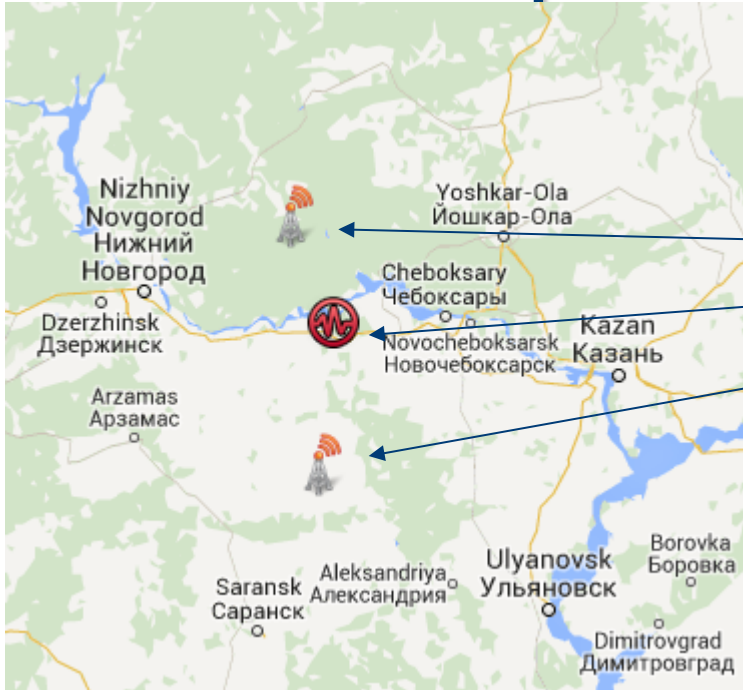 Nizhniy
Novgorod
Нижний
Новгород
Yoshkar-Ola
Йошкар-Ола
Cheboksary
Чебоксары
Dzerzhinsk
Дзержинск
Novocheboksarsk
Новочебоксарск
Kazan
Казань
Arzamas
Арзамас
Saransk
Саранск
Aleksandriya
Александрия
Ulyanovsk
Ульяновск
Borovka
Боровка
Dimitrovgrad
Димитровград